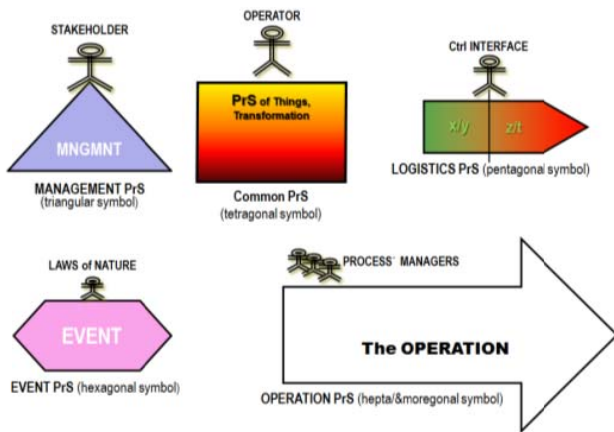 STAKEHOLDER
MNGMNT
MANAGEMENT PrS
(triangular symbol)
OPERATOR
PrS of Things,
Transformation
Common PrS
(tetragonal symbol)
Ctrl INTERFACE
x/y z/t
LOGISTICS PrS (pentagonal symbol)
LAWS of NATURE
EVENT
EVENT PrS (hexagonal symbol)
PROCESS´ MANAGERS
The OPERATION
OPERATION PrS (hepta/&moregonal symbol)